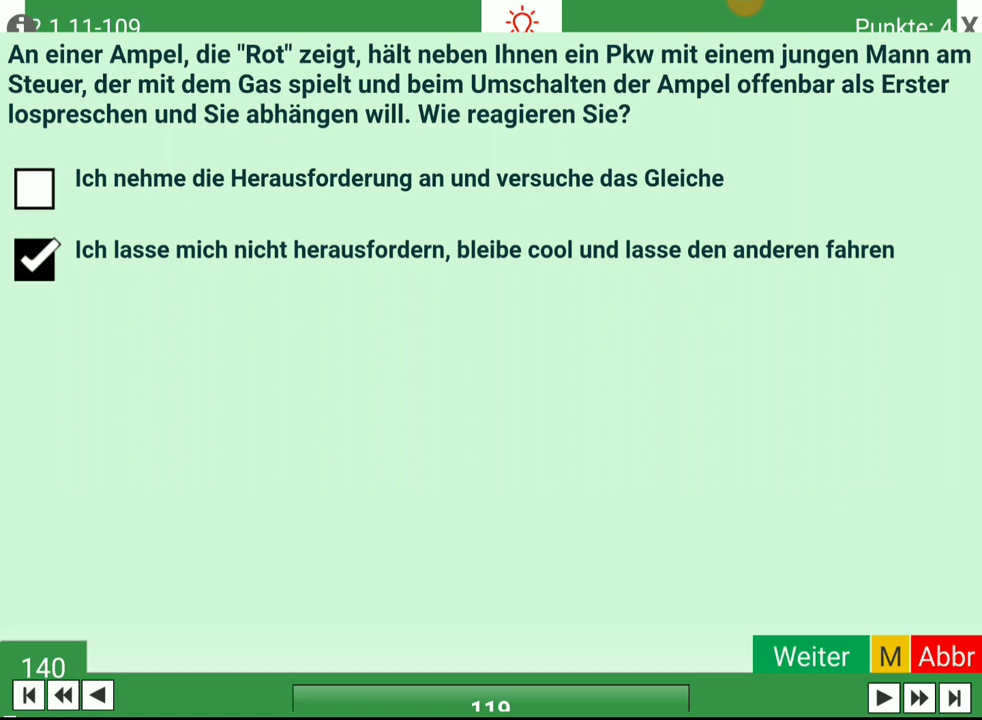 2.1.11-109
Punkte: 4 X
An einer Ampel, die "Rot" zeigt, hält neben Ihnen ein Pkw mit einem jungen Mann am
Steuer, der mit dem Gas spielt und beim Umschalten der Ampel offenbar als Erster
lospreschen und Sie abhängen will. Wie reagieren Sie?
Ich nehme die Herausforderung an und versuche das Gleiche
Ich lasse mich nicht herausfordern, bleibe cool und lasse den anderen fahren
140
Weiter
M
Abbr
119